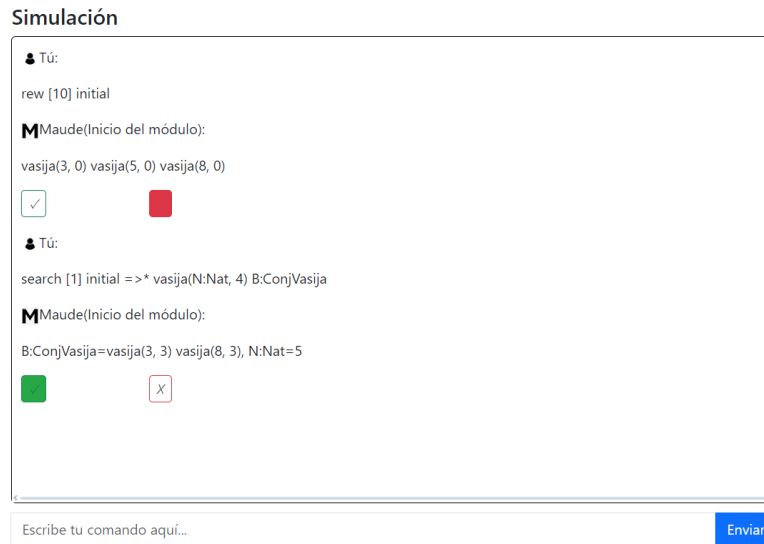 Simulación
Tú:
rew [10] initial
M Maude(Inicio del módulo):
vasija(3, 0) vasija(5, 0) vasija(8, 0)
✓
Tú:
search [1] initial =>* vasija(N:Nat, 4) B:ConjVasija
M Maude(Inicio del módulo):
B:ConjVasija=vasija(3, 3) vasija(8, 3), N:Nat=5
✓ X
Escribe tu comando aquí... Enviar